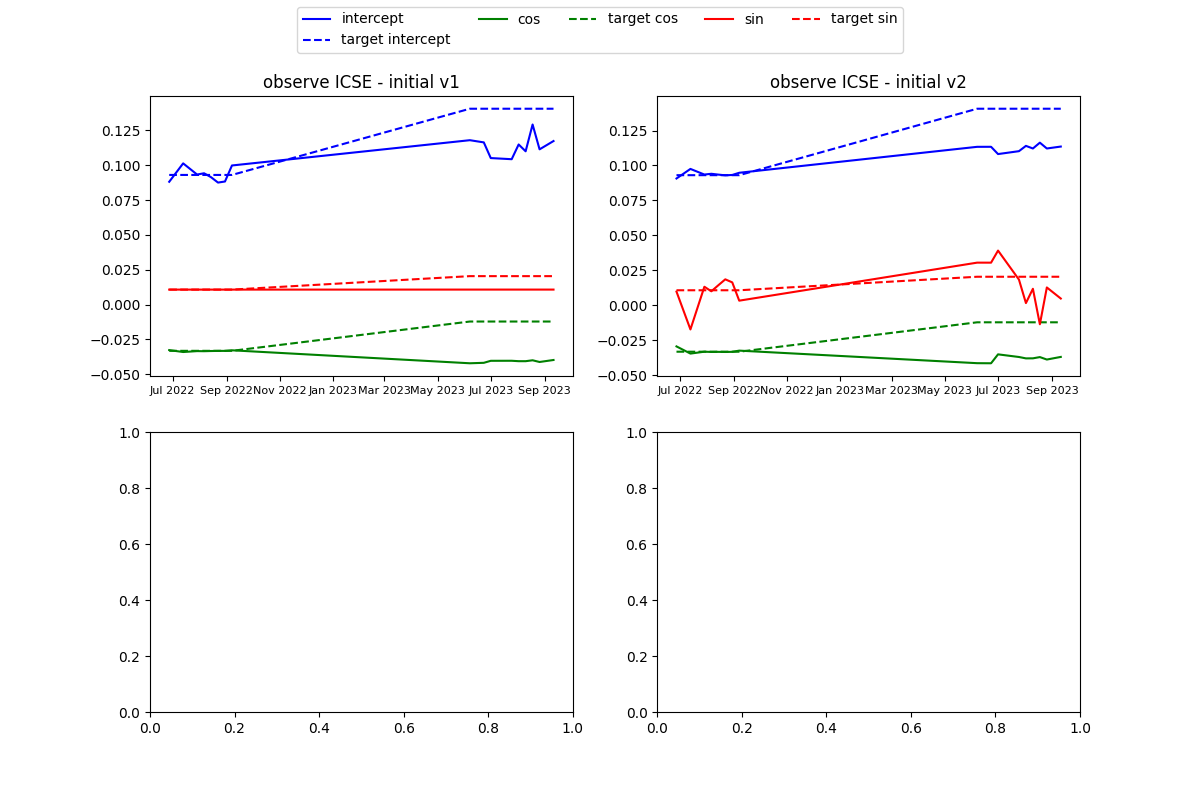 intercept cos target cos sin target sin
target intercept
observe ICSE - initial v1 observe ICSE - initial v2
0.125 0.125
0.100 0.100
0.075 0.075
0.050 0.050
0.025 0.025
0.000 0.000
−0.025 −0.025
−0.050 −0.050
Jul 2022 Sep 2022 Nov 2022 Jan 2023 Mar 2023 May 2023 Jul 2023 Sep 2023 Jul 2022 Sep 2022 Nov 2022 Jan 2023 Mar 2023 May 2023 Jul 2023 Sep 2023
1.0 1.0
0.8 0.8
0.6 0.6
0.4 0.4
0.2 0.2
0.0 0.0
0.0 0.2 0.4 0.6 0.8 1.0 0.0 0.2 0.4 0.6 0.8 1.0